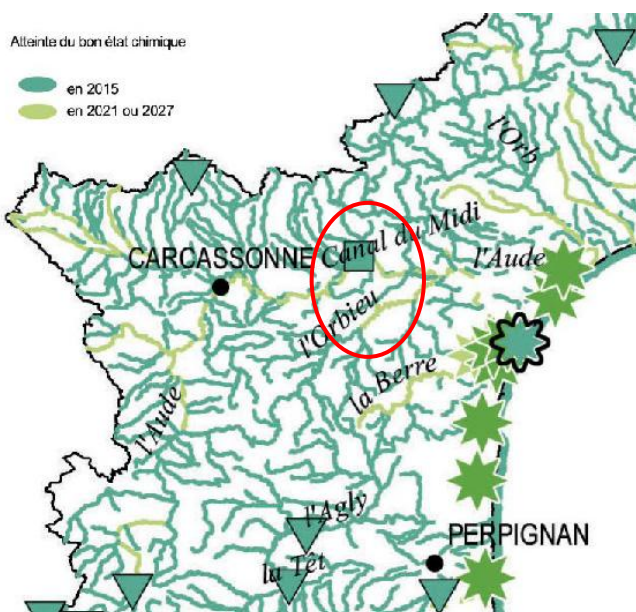 Atteinte du bon état chimique
en 2015
en 2021 ou 2027
l'Orb
Canal du Midi
CARCASSONNE
l'Aude
l'Orbieu
la Berre
l'Aude
l'Agly
PERPIGNAN
la Têt